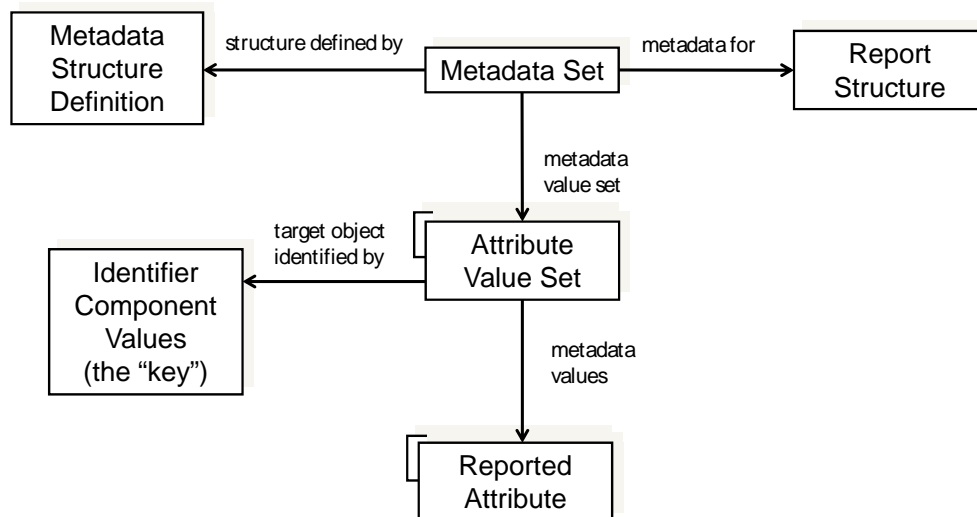 Metadata
Structure
Definition
structure defined by
Metadata Set
metadata for
Report
Structure
metadata
value set
target object
identified by
Attribute
Value Set
Identifier
Component
Values
(the “key”)
metadata
values
Reported
Attribute